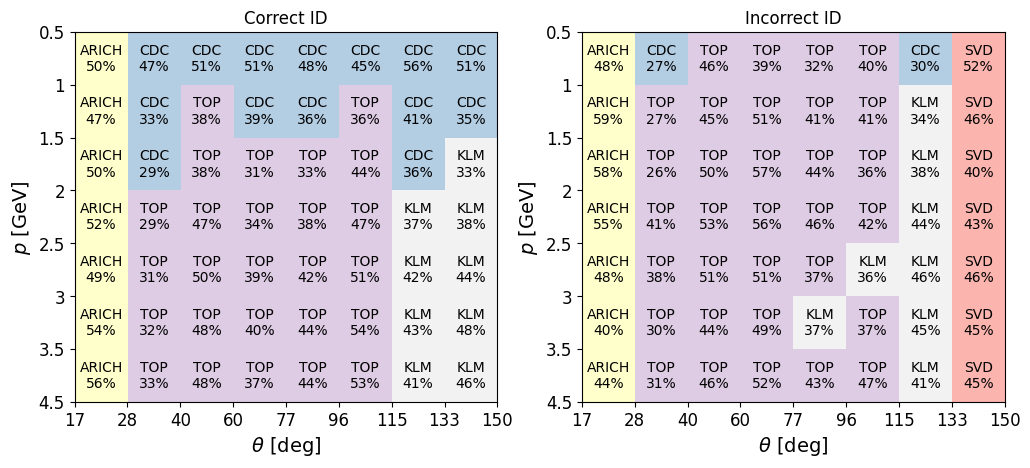 Correct ID
0.5
ARICH CDC CDC CDC CDC CDC CDC CDC
50% 47% 51% 51% 48% 45% 56% 51%
1
ARICH CDC TOP CDC CDC TOP CDC CDC
47% 33% 38% 39% 36% 36% 41% 35%
1.5
ARICH CDC TOP TOP TOP TOP CDC KLM
50% 29% 38% 31% 33% 44% 36% 33%
2
ARICH TOP TOP TOP TOP TOP KLM KLM
52% 29% 47% 34% 38% 47% 37% 38%
2.5
ARICH TOP TOP TOP TOP TOP KLM KLM
49% 31% 50% 39% 42% 51% 42% 44%
3
ARICH TOP TOP TOP TOP TOP KLM KLM
54% 32% 48% 40% 44% 54% 43% 48%
3.5
ARICH TOP TOP TOP TOP TOP KLM KLM
56% 33% 48% 37% 44% 53% 41% 46%
4.5
p [GeV]
17 28 40 60 77 96 115 133 150
θ [deg]
Incorrect ID
0.5
ARICH CDC TOP TOP TOP TOP CDC SVD
48% 27% 46% 39% 32% 40% 30% 52%
1
ARICH TOP TOP TOP TOP TOP KLM SVD
59% 27% 45% 51% 41% 41% 34% 46%
1.5
ARICH TOP TOP TOP TOP TOP KLM SVD
58% 26% 50% 57% 44% 36% 38% 40%
2
ARICH TOP TOP TOP TOP TOP KLM SVD
55% 41% 53% 56% 46% 42% 44% 43%
2.5
ARICH TOP TOP TOP TOP KLM KLM SVD
48% 38% 51% 51% 37% 36% 46% 46%
3
ARICH TOP TOP TOP KLM TOP KLM SVD
40% 30% 44% 49% 37% 37% 45% 45%
3.5
ARICH TOP TOP TOP TOP TOP KLM SVD
44% 31% 46% 52% 43% 47% 41% 45%
4.5
p [GeV]
17 28 40 60 77 96 115 133 150
θ [deg]